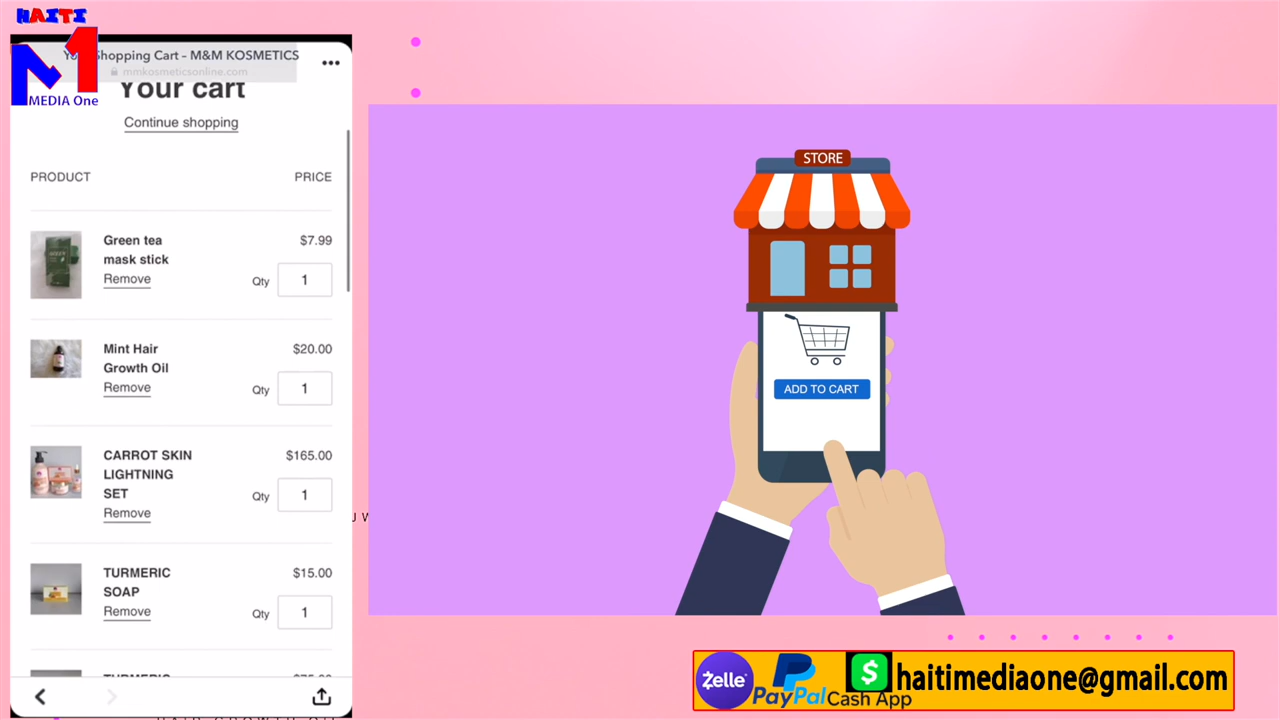 HAITI
M1
MEDIA One
Shopping Cart - M&M KOSMETICS
mmkosmeticsonline.com
Your cart
Continue shopping
PRODUCT PRICE
Green tea $7.99
mask stick
Remove Qty 1
Mint Hair $20.00
Growth Oil
Remove Qty 1
CARROT SKIN $165.00
LIGHTNING
SET Qty 1
Remove
TURMERIC $15.00
SOAP
Remove Qty 1
STORE
ADD TO CART
Zelle PayPal $ Cash App haitimediaone@gmail.com